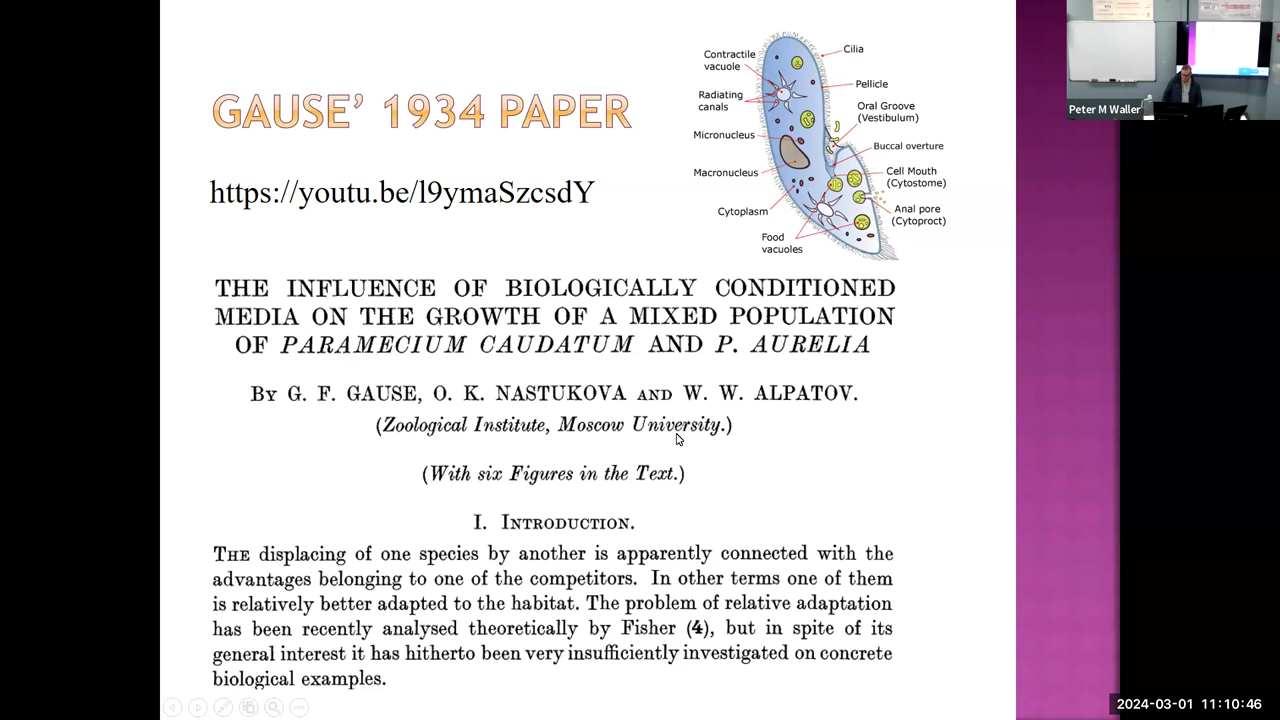 GAUSE' 1934 PAPER
https://youtu.be/l9ymaSzcsdY
Contractile
vacuole
Radiating
canals
Micronucleus
Macronucleus
Cytoplasm
Food
vacuoles
Cilia
Pellicle
Oral Groove
(Vestibulum)
Buccal overture
Cell Mouth
(Cytostome)
Anal pore
(Cytoproct)
THE INFLUENCE OF BIOLOGICALLY CONDITIONED
MEDIA ON THE GROWTH OF A MIXED POPULATION
OF PARAMECIUM CAUDATUM AND P. AURELIA
BY G. F. GAUSE, O. K. NASTUKOVA AND W. W. ALPATOV.
(Zoological Institute, Moscow University.)
(With six Figures in the Text.)
I. INTRODUCTION.
THE displacing of one species by another is apparently connected with the
advantages belonging to one of the competitors. In other terms one of them
is relatively better adapted to the habitat. The problem of relative adaptation
has been recently analysed theoretically by Fisher (4), but in spite of its
general interest it has hitherto been very insufficiently investigated on concrete
biological examples.
Peter M Waller
2024-03-01 11:10:46